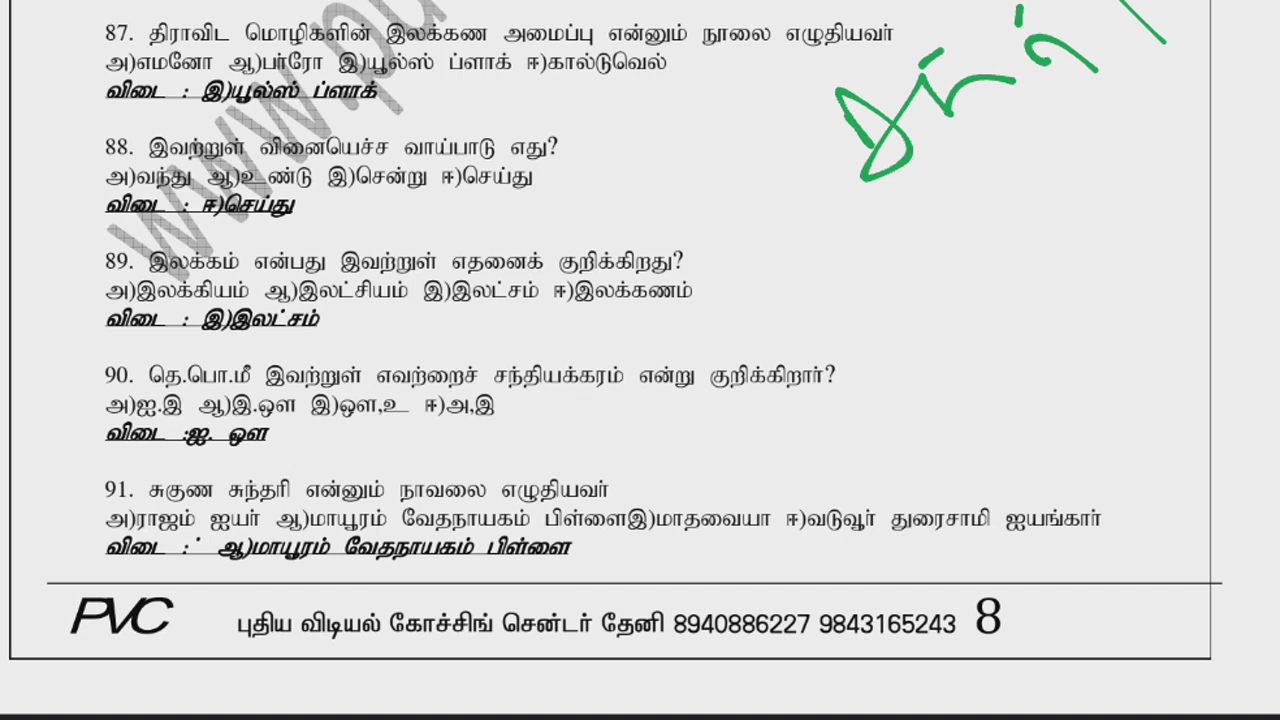 87. திராவிட மொழிகளின் இலக்கண அமைப்பு என்னும் நூலை எழுதியவர்
அ)எமனோ ஆ)பர்ரோ இ)யூல்ஸ் ப்ளாக் ஈ)கால்டுவெல்
விடை : இ)யூல்ஸ் ப்ளாக்
88. இவற்றுள் வினையெச்ச வாய்பாடு எது?
அ)வந்து ஆ)உண்டு இ)சென்று ஈ)செய்து
விடை : ஈ)செய்து
89. இலக்கம் என்பது இவற்றுள் எதனைக் குறிக்கிறது?
அ)இலக்கியம் ஆ)இலட்சியம் இ)இலட்சம் ஈ)இலக்கணம்
விடை : இ)இலட்சம்
90. தெ.பொ.மீ இவற்றுள் எவற்றைச் சந்தியக்கரம் என்று குறிக்கிறார்?
அ)ஐ.இ ஆ)இ.ஔ இ)ஔ,உ ஈ)அ,இ
விடை :ஐ. ஔ
91. சுகுண சுந்தரி என்னும் நாவலை எழுதியவர்
அ)ராஜம் ஐயர் ஆ)மாயூரம் வேதநாயகம் பிள்ளைஇ)மாதவையா ஈ)வடுவூர் துரைசாமி ஐயங்கார்
விடை :் ஆ)மாயூரம் வேதநாயகம் பிள்ளை
PVC புதிய விடியல் கோச்சிங் சென்டர் தேனி 8940886227 9843165243 8